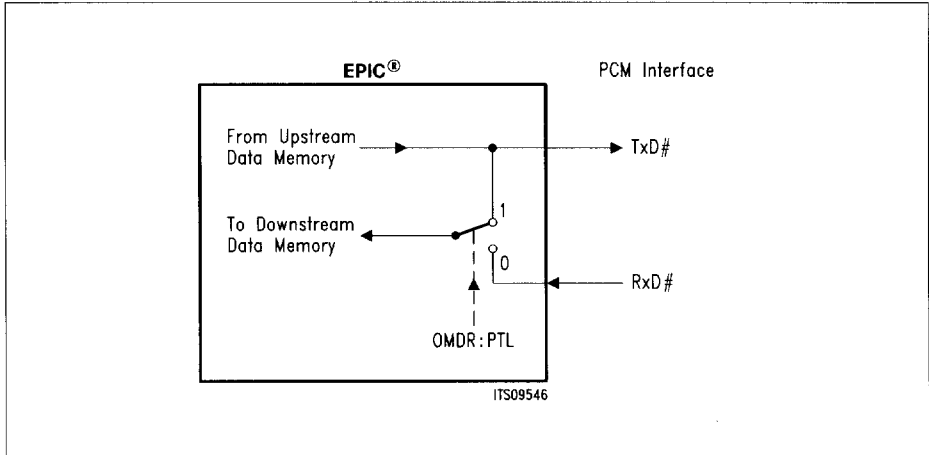 EPIC®
PCM Interface
From Upstream
Data Memory
TxD#
1
To Downstream
Data Memory
0
RxD#
OMDR:PTL
ITS09546